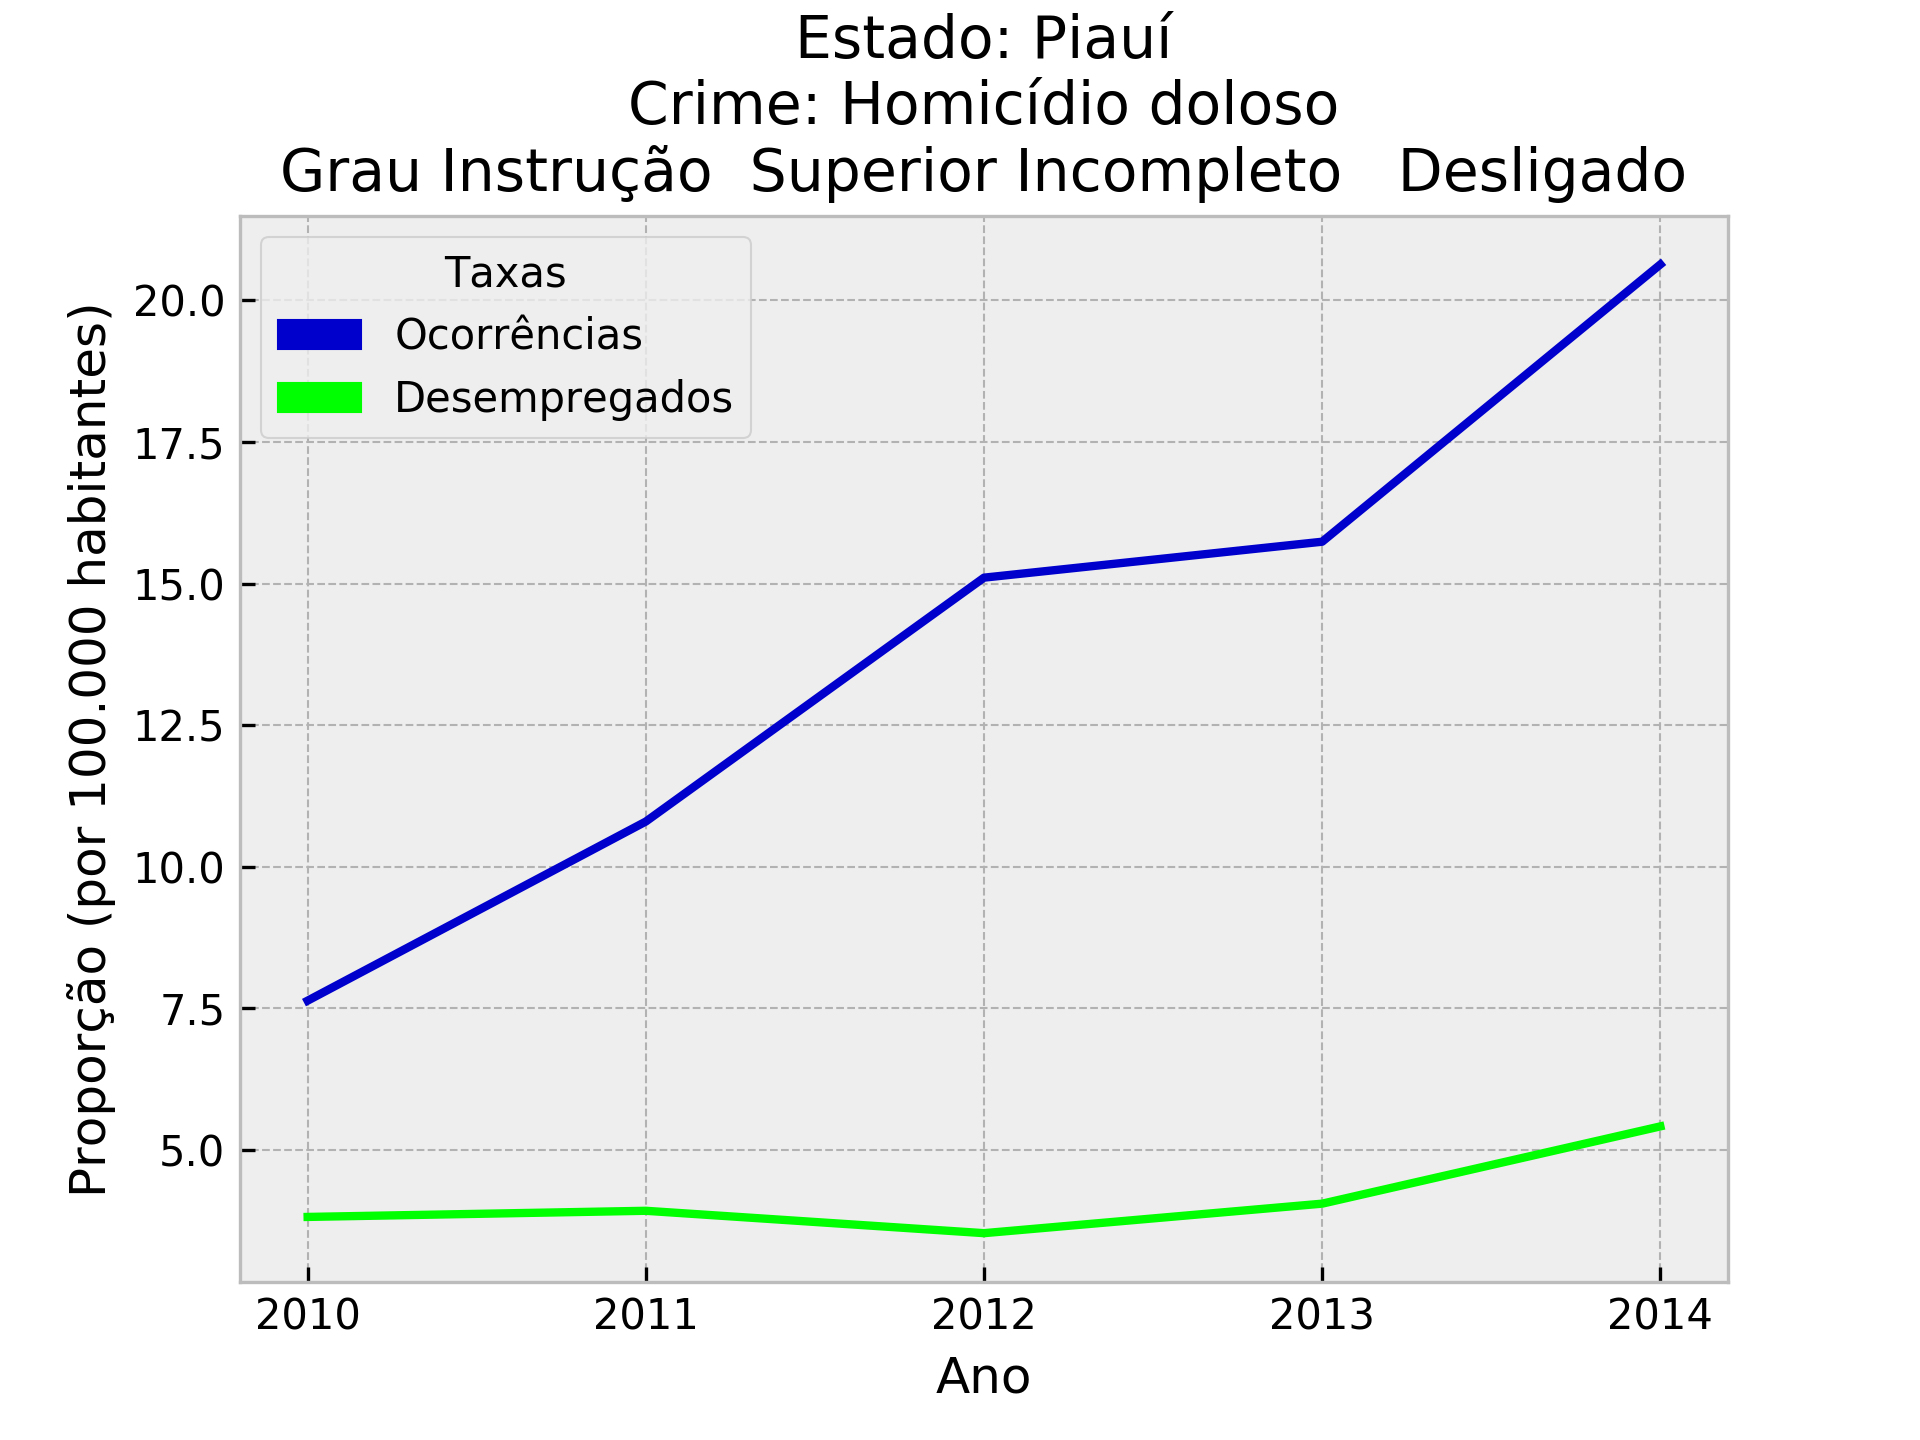 Estado: Piauí
Crime: Homicídio doloso
Grau Instrução  Superior Incompleto   Desligado
Taxas
Ocorrências
Desempregados
Proporção (por 100.000 habitantes)
20.0
17.5
15.0
12.5
10.0
7.5
5.0
2010 2011 2012 2013 2014
Ano